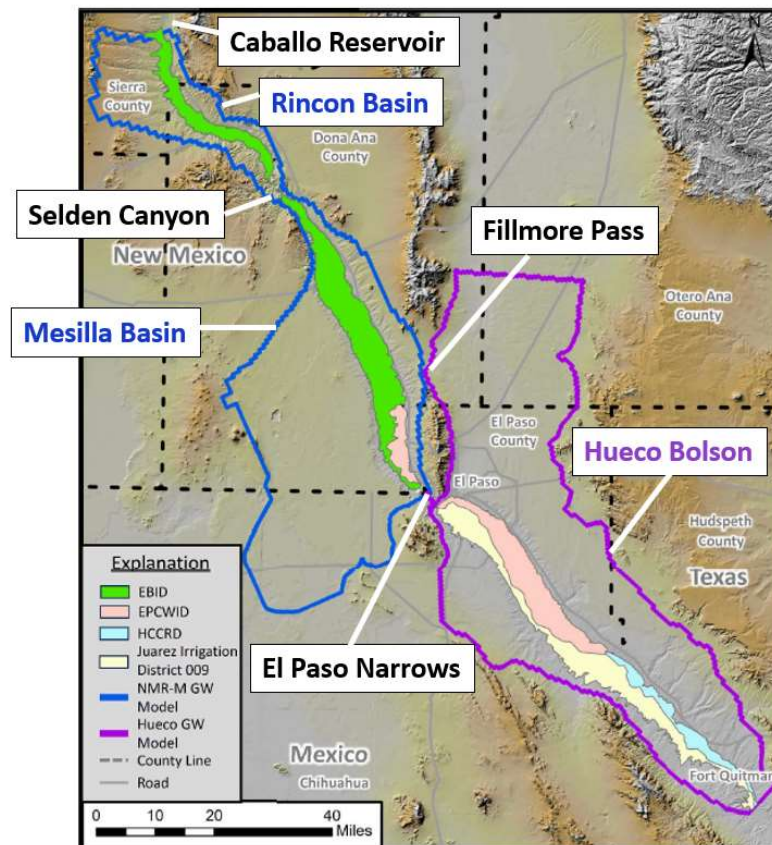 Caballo Reservoir
N
Sierra
County
Rincon Basin
Dona Ana
County
Selden Canyon
Fillmore Pass
New Mexico
Otero Ana
County
Mesilla Basin
El Paso
County
Hueco Bolson
El Paso
Hudspeth
County
Texas
Explanation
EBID
EPCWID
HCCRD
Juarez Irrigation
District 009
NMR-M GW
Model
Hueco GW
Model
County Line
Road
El Paso Narrows
Mexico
Chihuahua
Fort Quitman
0 10 20 40
Miles